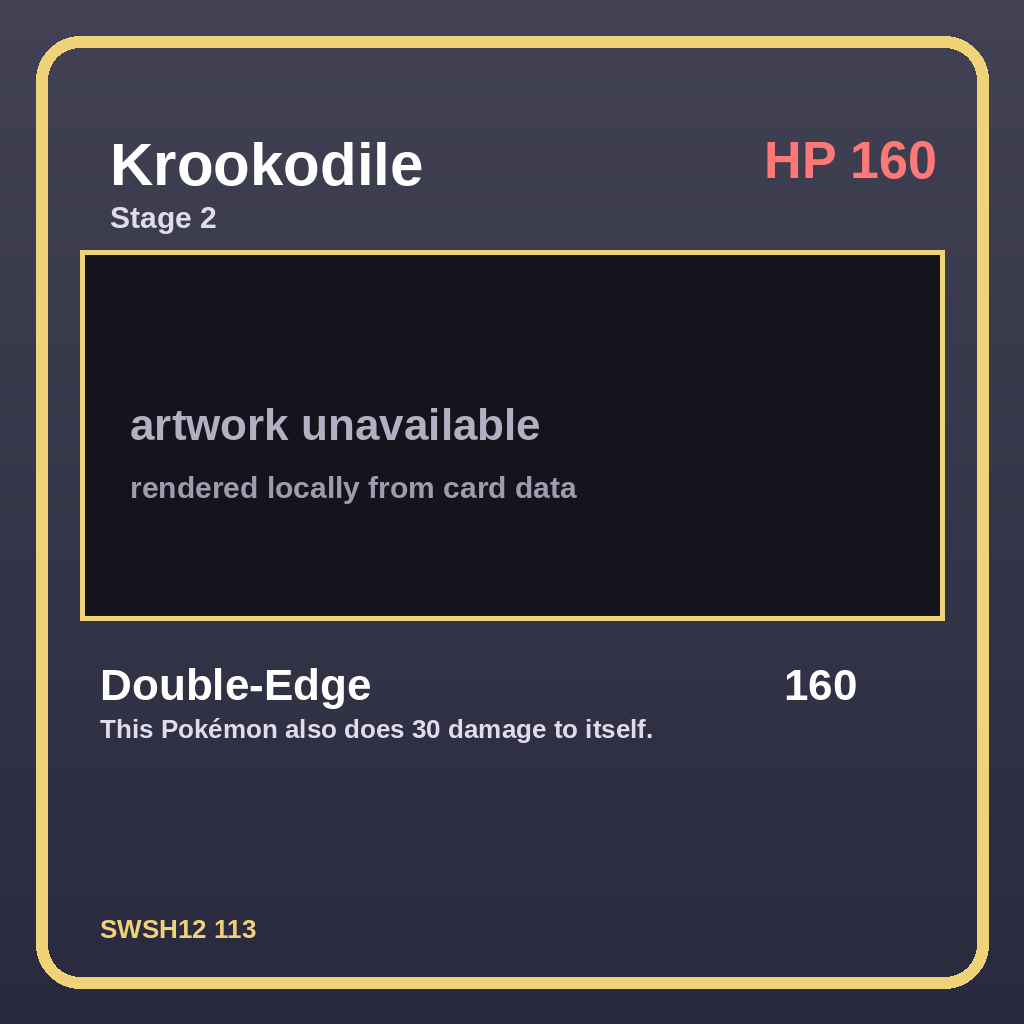 Krookodile
HP 160
Stage 2
artwork unavailable
rendered locally from card data
Double-Edge
160
This Pokémon also does 30 damage to itself.
SWSH12 113